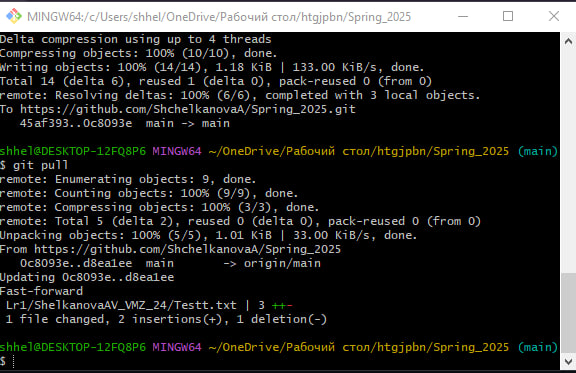 MINGW64:/c/Users/shhel/OneDrive/Рабочий стол/htgjpbn/Spring_2025
Delta compression using up to 4 threads
Compressing objects: 100% (10/10), done.
Writing objects: 100% (14/14), 1.18 KiB | 133.00 KiB/s, done.
Total 14 (delta 6), reused 1 (delta 0), pack-reused 0 (from 0)
remote: Resolving deltas: 100% (6/6), completed with 3 local objects.
To https://github.com/ShchelkanovaA/Spring_2025.git
   45af393..0c8093e  main -> main
shhel@DESKTOP-12FQ8P6 MINGW64 ~/OneDrive/Рабочий стол/htgjpbn/Spring_2025 (main)
$ git pull
remote: Enumerating objects: 9, done.
remote: Counting objects: 100% (9/9), done.
remote: Compressing objects: 100% (3/3), done.
remote: Total 5 (delta 2), reused 0 (delta 0), pack-reused 0 (from 0)
Unpacking objects: 100% (5/5), 1.01 KiB | 33.00 KiB/s, done.
From https://github.com/ShchelkanovaA/Spring_2025
   0c8093e..d8ea1ee  main       -> origin/main
Updating 0c8093e..d8ea1ee
Fast-forward
 Lr1/ShelkanovaAV_VMZ_24/Testt.txt | 3 ++-
 1 file changed, 2 insertions(+), 1 deletion(-)
shhel@DESKTOP-12FQ8P6 MINGW64 ~/OneDrive/Рабочий стол/htgjpbn/Spring_2025 (main)
$